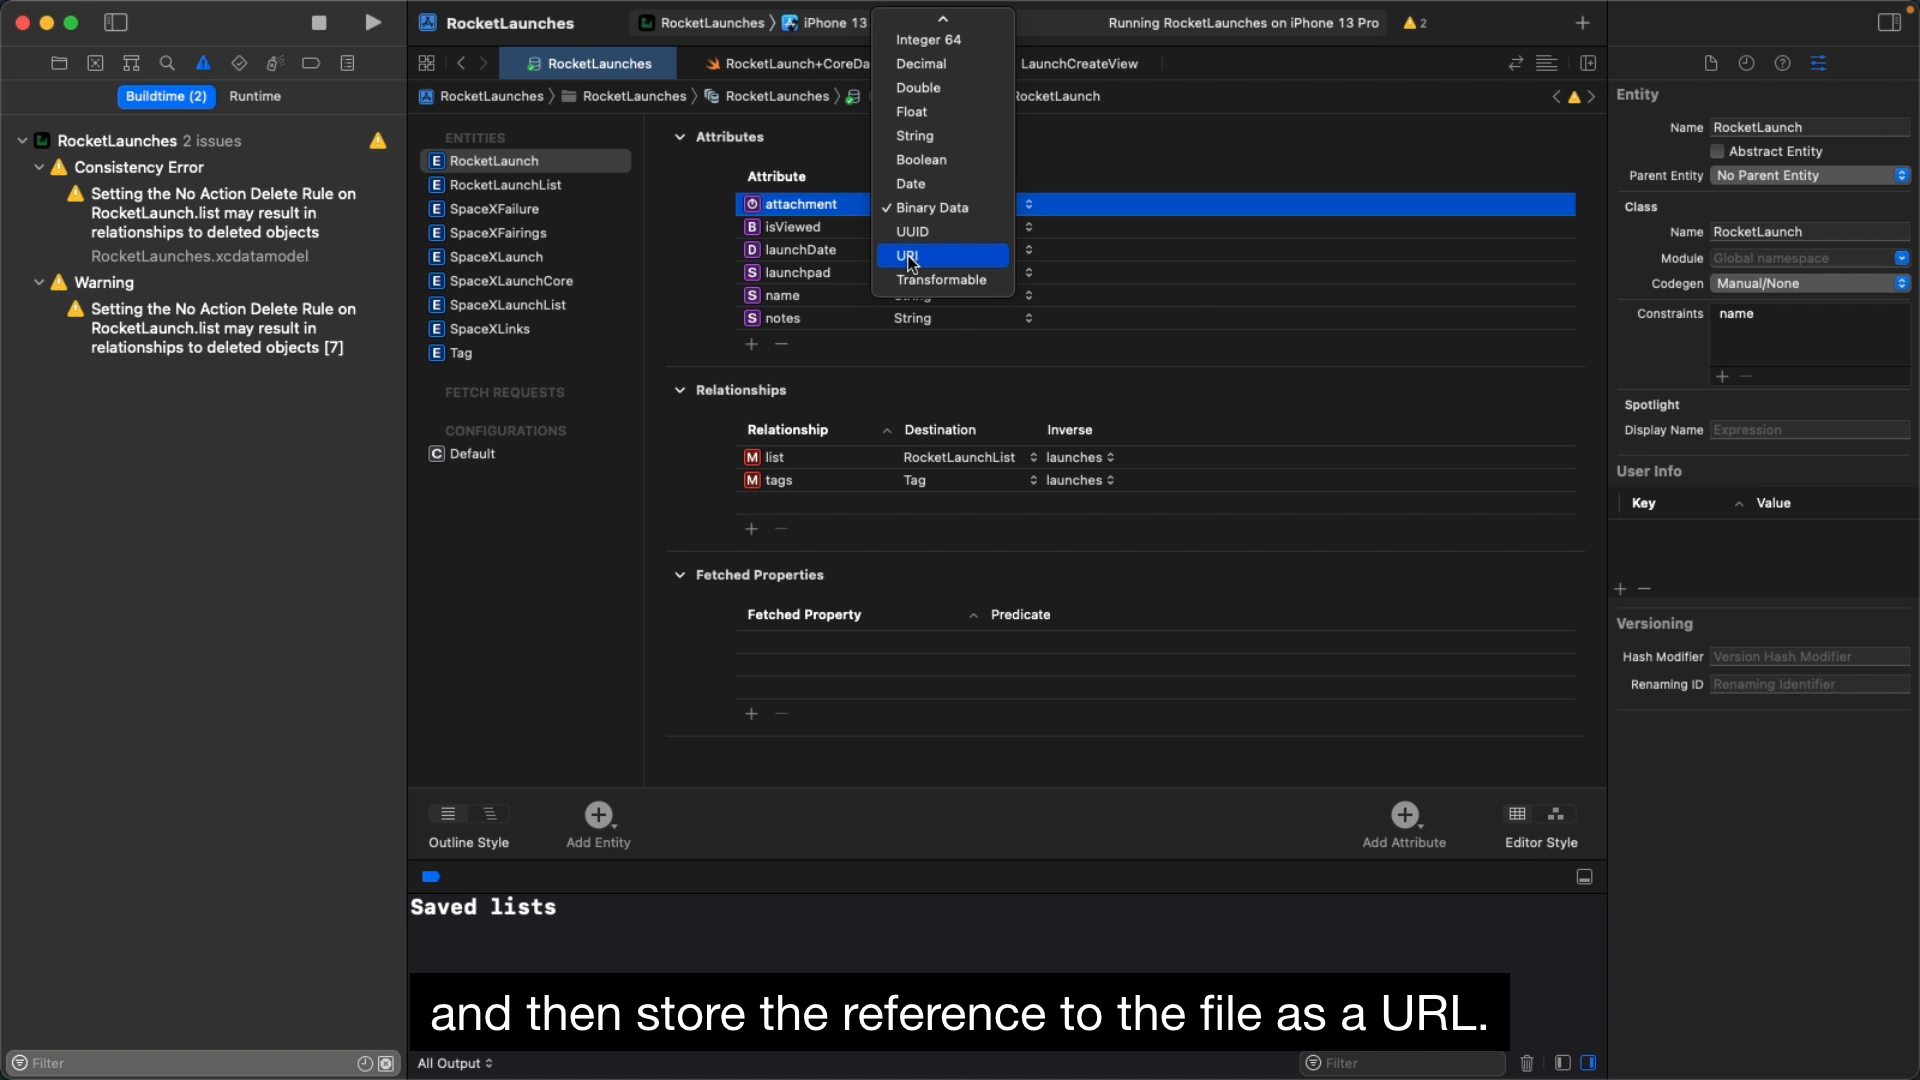 RocketLaunches
RocketLaunches 〉 iPhone 13
Running RocketLaunches on iPhone 13 Pro
2
RocketLaunches
RocketLaunch+CoreDa
LaunchCreateView
Buildtime (2)
Runtime
RocketLaunches 〉 RocketLaunches 〉 RocketLaunches 〉
RocketLaunch
RocketLaunches 2 issues
Consistency Error
Setting the No Action Delete Rule on
RocketLaunch.list may result in
relationships to deleted objects
RocketLaunches.xcdatamodel
Warning
Setting the No Action Delete Rule on
RocketLaunch.list may result in
relationships to deleted objects [7]
Filter
ENTITIES
E RocketLaunch
E RocketLaunchList
E SpaceXFailure
E SpaceXFairings
E SpaceXLaunch
E SpaceXLaunchCore
E SpaceXLaunchList
E SpaceXLinks
E Tag
FETCH REQUESTS
CONFIGURATIONS
C Default
Attributes
Attribute
attachment
B isViewed
D launchDate
S launchpad
S name
S notes String
Integer 64
Decimal
Double
Float
String
Boolean
Date
✓ Binary Data
UUID
URI
Transformable
Relationships
Relationship Destination Inverse
M list RocketLaunchList launches
M tags Tag launches
Fetched Properties
Fetched Property Predicate
Outline Style
Add Entity
Add Attribute
Editor Style
Saved lists
and then store the reference to the file as a URL.
All Output
Filter
Entity
Name RocketLaunch
Abstract Entity
Parent Entity No Parent Entity
Class
Name RocketLaunch
Module Global namespace
Codegen Manual/None
Constraints name
Spotlight
Display Name Expression
User Info
Key Value
Versioning
Hash Modifier Version Hash Modifier
Renaming ID Renaming Identifier